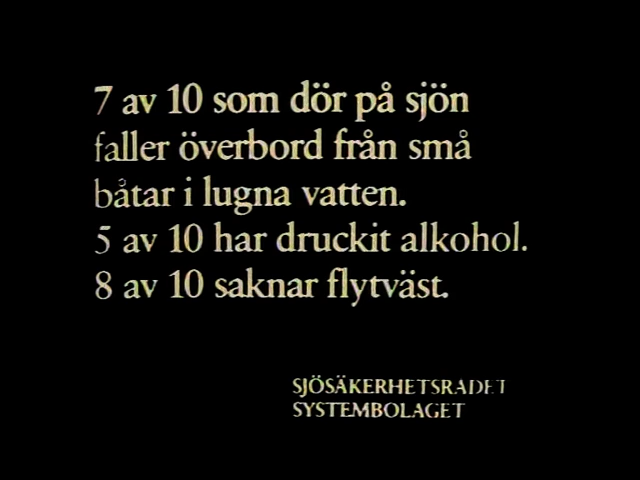 7 av 10 som dör på sjön
faller överbord från små
båtar i lugna vatten.
5 av 10 har druckit alkohol.
8 av 10 saknar flytväst.
SJÖSÄKERHETSRADET
SYSTEMBOLAGET